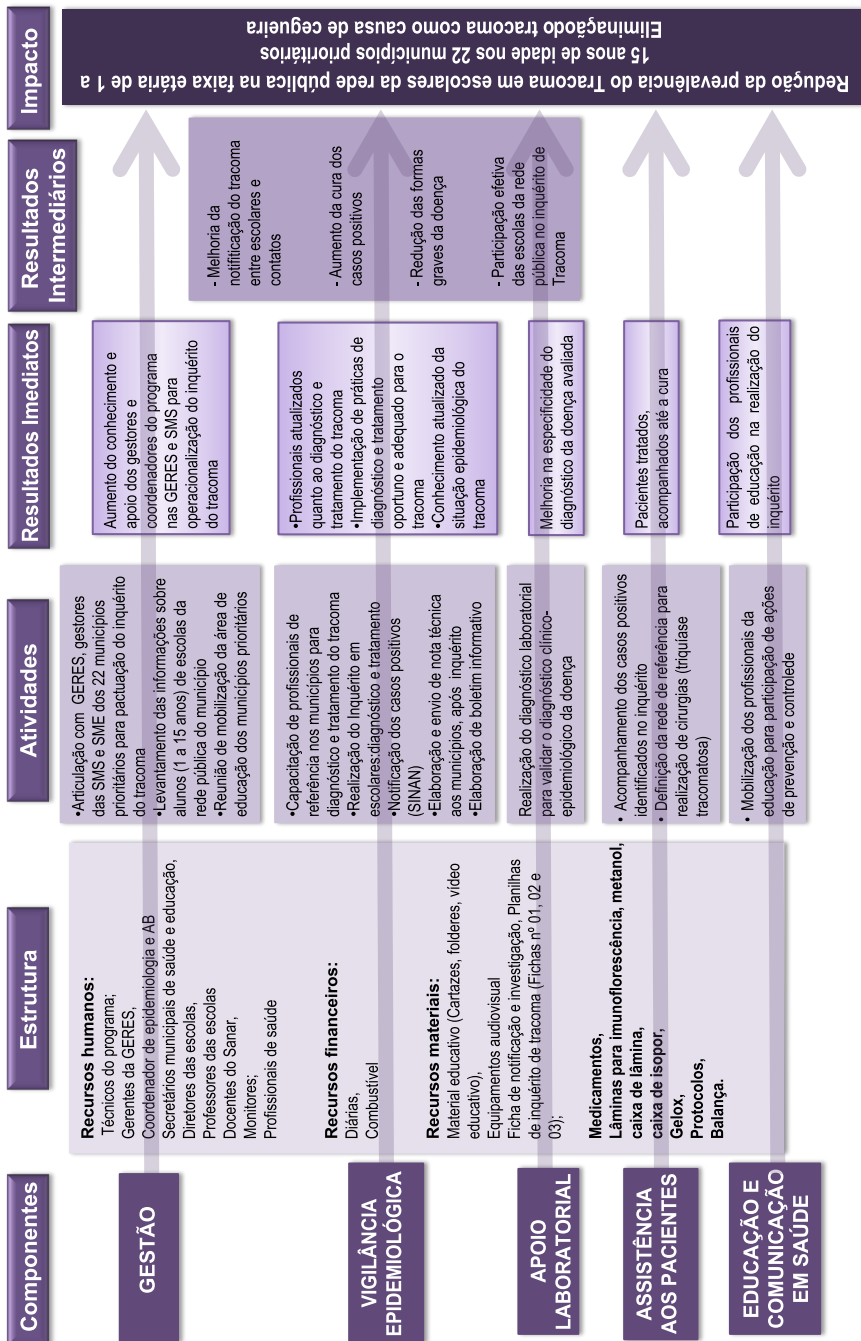 Componentes
Estrutura
Atividades
Resultados Imediatos
Resultados
Intermediários
Impacto
GESTÃO
VIGILÂNCIA
EPIDEMIOLÓGICA
APOIO
LABORATORIAL
ASSISTÊNCIA
AOS PACIENTES
EDUCAÇÃO E
COMUNICAÇÃO
EM SAÚDE
Recursos humanos:
Técnicos do programa;
Gerentes da GERES,
Coordenador de epidemiologia e AB
Secretários municipais de saúde e educação,
Diretores das escolas,
Professores das escolas
Docentes do Sanar,
Monitores;
Profissionais de saúde
Recursos financeiros:
Diárias,
Combustível
Recursos materiais:
Material educativo (Cartazes, folderes, vídeo
educativo),
Equipamentos audiovisual
Ficha de notificação e investigação, Planilhas
de inquérito de tracoma (Fichas nº 01, 02 e
03);
Medicamentos,
Lâminas para imunoflorescência, metanol,
caixa de lâmina,
caixa de isopor,
Gelox,
Protocolos,
Balança.
•Articulação com GERES, gestores
das SMS e SME dos 22 municípios
prioritários para pactuação do inquérito
do tracoma
•Levantamento das informações sobre
alunos (1 a 15 anos) de escolas da
rede pública do município
•Reunião de mobilização da área de
educação dos municípios prioritários
•Capacitação de profissionais de
referência nos municípios para
diagnóstico e tratamento do tracoma
•Realização do Inquérito em
escolares:diagnóstico e tratamento
•Notificação dos casos positivos
(SINAN)
•Elaboração e envio de nota técnica
aos municípios, após inquérito
•Elaboração de boletim informativo
Realização do diagnóstico laboratorial
para validar o diagnóstico clínico-
epidemiológico da doença
• Acompanhamento dos casos positivos
identificados no inquérito
• Definição da rede de referência para
realização de cirurgias (triquíase
tracomatosa)
• Mobilização dos profissionais da
educação para participação de ações
de prevenção e controlede
Aumento do conhecimento e
apoio dos gestores e
coordenadores do programa
nas GERES e SMS para
operacionalização do inquérito
do tracoma
•Profissionais atualizados
quanto ao diagnóstico e
tratamento do tracoma
•Implementação de práticas de
diagnóstico e tratamento
oportuno e adequado para o
tracoma
•Conhecimento atualizado da
situação epidemiológica do
tracoma
Melhoria na especificidade do
diagnóstico da doença avaliada
Pacientes tratados,
acompanhados até a cura
Participação dos profissionais
de educação na realização do
inquérito
- Melhoria da
notifiticação do tracoma
entre escolares e
contatos
- Aumento da cura dos
casos positivos
- Redução das formas
graves da doença
- Participação efetiva
das escolas da rede
pública no inquérito de
Tracoma
Redução da prevalência do Tracoma em escolares da rede pública na faixa etária de 1 a
15 anos de idade nos 22 municípios prioritários
Eliminaçãodo tracoma como causa de cegueira